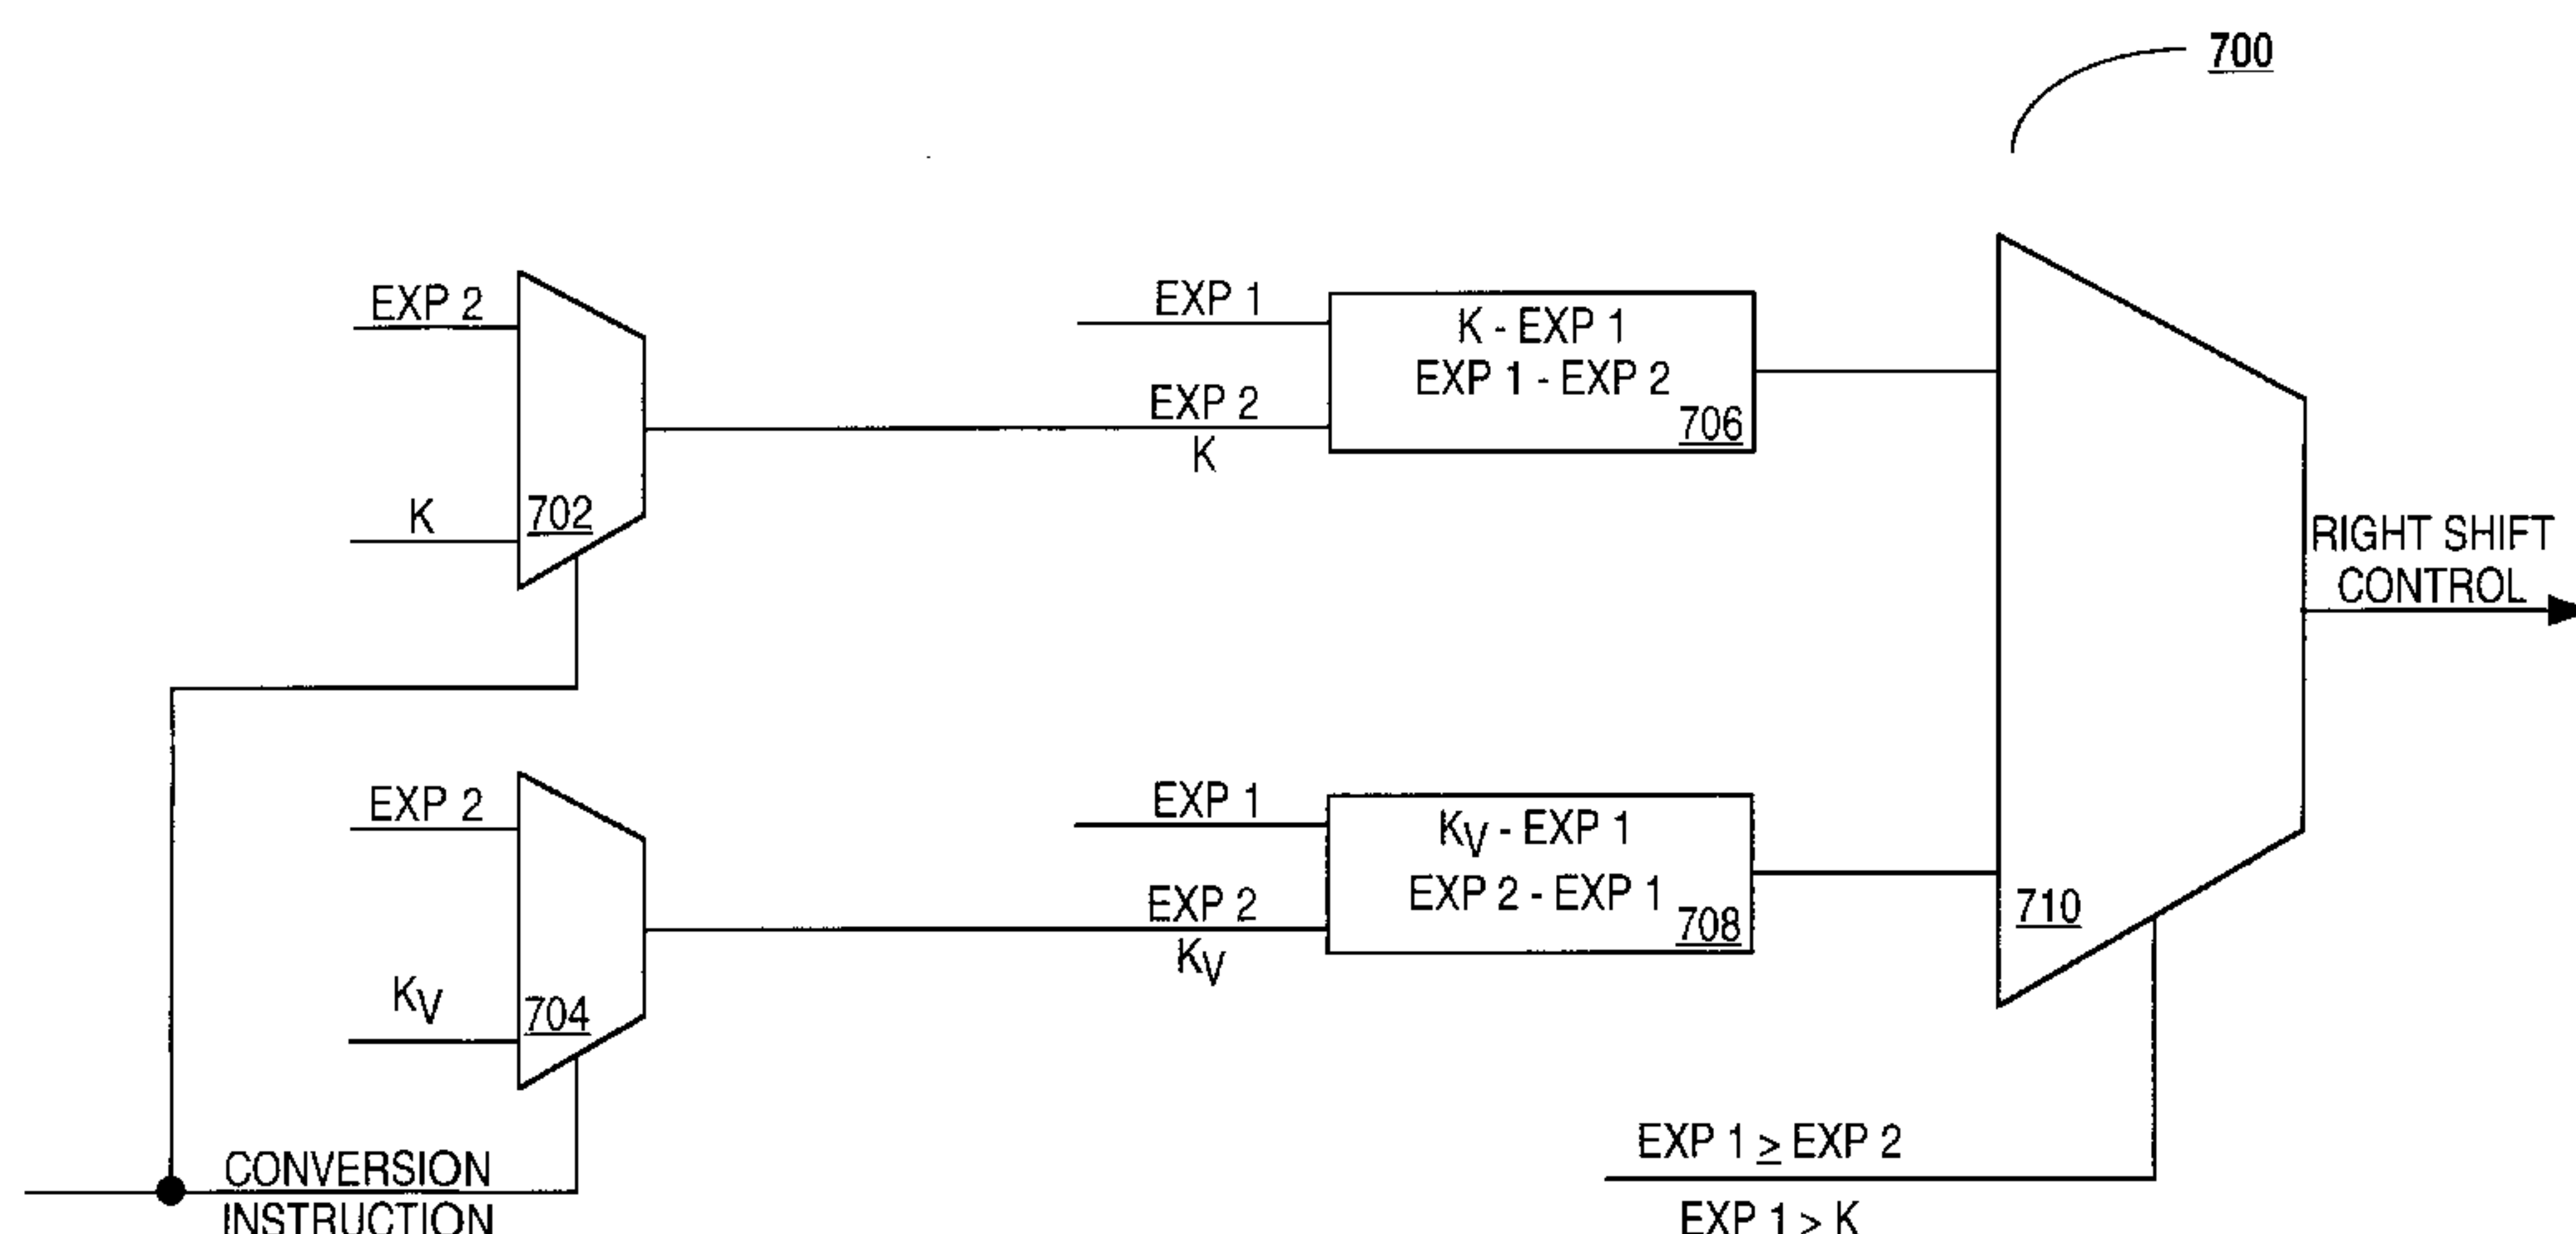 700
EXP 2
K
702
EXP 1
EXP 2
K
K - EXP 1
EXP 1 - EXP 2
706
RIGHT SHIFT
CONTROL
EXP 2
KV
704
EXP 1
EXP 2
KV
KV - EXP 1
EXP 2 - EXP 1
708
710
CONVERSION
INSTRUCTION
EXP 1 ≥ EXP 2
EXP 1 > K